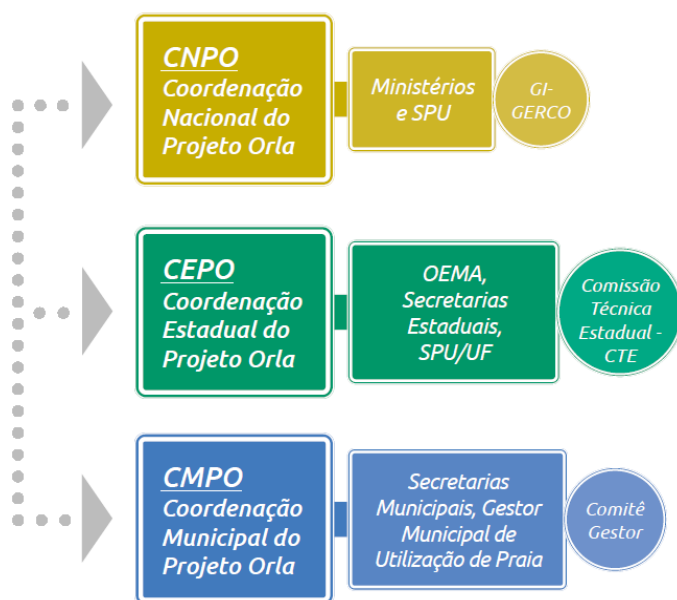 CNPO
Coordenação
Nacional do
Projeto Orla
Ministérios
e SPU
GI-
GERCO
CEPO
Coordenação
Estadual do
Projeto Orla
OEMA,
Secretarias
Estaduais,
SPU/UF
Comissão
Técnica
Estadual -
CTE
CMPO
Coordenação
Municipal do
Projeto Orla
Secretarias
Municipais, Gestor
Municipal de
Utilização de Praia
Comitê
Gestor